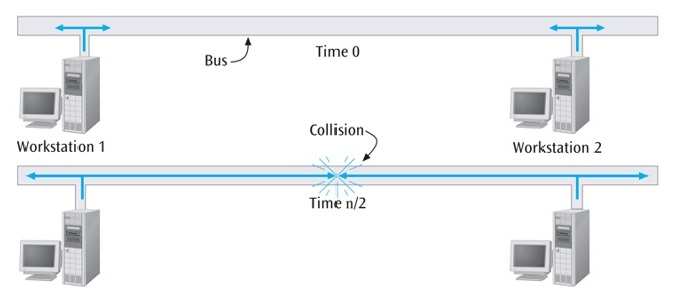 Bus
Time 0
Workstation 1
Collision
Workstation 2
Time n/2